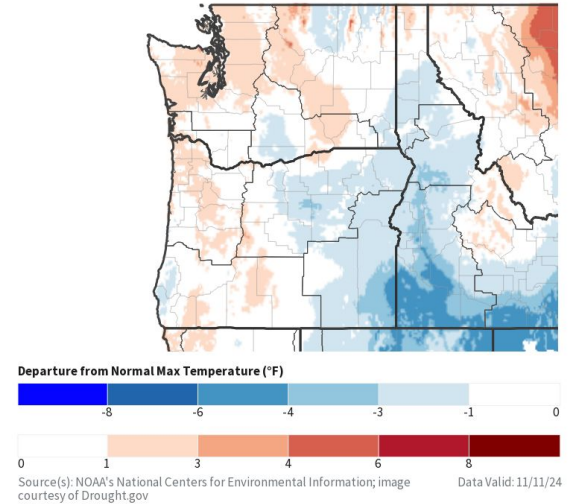 Departure from Normal Max Temperature (°F)
-8 -6 -4 -3 -1 0
0 1 3 4 6 8
Source(s): NOAA's National Centers for Environmental Information; image Data Valid: 11/11/24
courtesy of Drought.gov